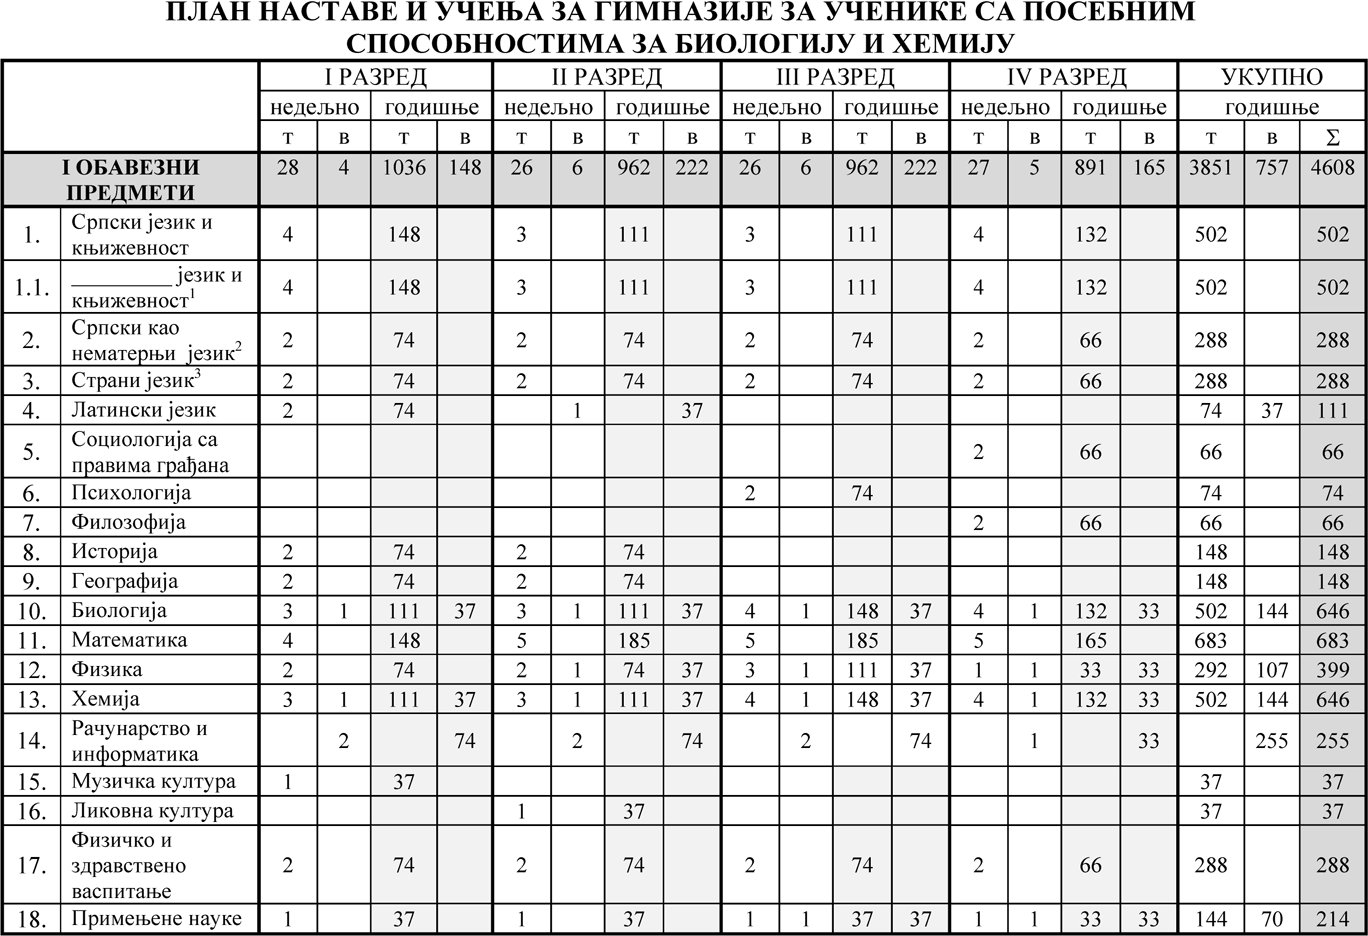 ПЛАН НАСТАВЕ И УЧЕЊА ЗА ГИМНАЗИЈЕ ЗА УЧЕНИКЕ СА ПОСЕБНИМ
СПОСОБНОСТИМА ЗА БИОЛОГИЈУ И ХЕМИЈУ
I РАЗРЕД II РАЗРЕД III РАЗРЕД IV РАЗРЕД УКУПНО
недељно годишње недељно годишње недељно годишње недељно годишње годишње
т в т в т в т в т в т в т в т в т в Σ
I ОБАВЕЗНИ 28 4 1036 148 26 6 962 222 26 6 962 222 27 5 891 165 3851 757 4608
ПРЕДМЕТИ
1. Српски језик и књижевност 4 148 3 111 3 111 4 132 502 502
1.1. __________ језик и књижевност1 4 148 3 111 3 111 4 132 502 502
2. Српски као нематерњи језик2 2 74 2 74 2 74 2 66 288 288
3. Страни језик3 2 74 2 74 2 74 2 66 288 288
4. Латински језик 2 74 1 37 74 37 111
5. Социологија са правима грађана 2 66 66 66
6. Психологија 2 74 74 74
7. Филозофија 2 66 66 66
8. Историја 2 74 2 74 148 148
9. Географија 2 74 2 74 148 148
10. Биологија 3 1 111 37 3 1 111 37 4 1 148 37 4 1 132 33 502 144 646
11. Математика 4 148 5 185 5 185 5 165 683 683
12. Физика 2 74 2 1 74 37 3 1 111 37 1 1 33 33 292 107 399
13. Хемија 3 1 111 37 3 1 111 37 4 1 148 37 4 1 132 33 502 144 646
14. Рачунарство и информатика 2 74 2 74 2 74 1 33 255 255
15. Музичка култура 1 37 37 37
16. Ликовна култура 1 37 37 37
17. Физичко и здравствено васпитање 2 74 2 74 2 74 2 66 288 288
18. Примењене науке 1 37 1 37 1 1 37 37 1 1 33 33 144 70 214